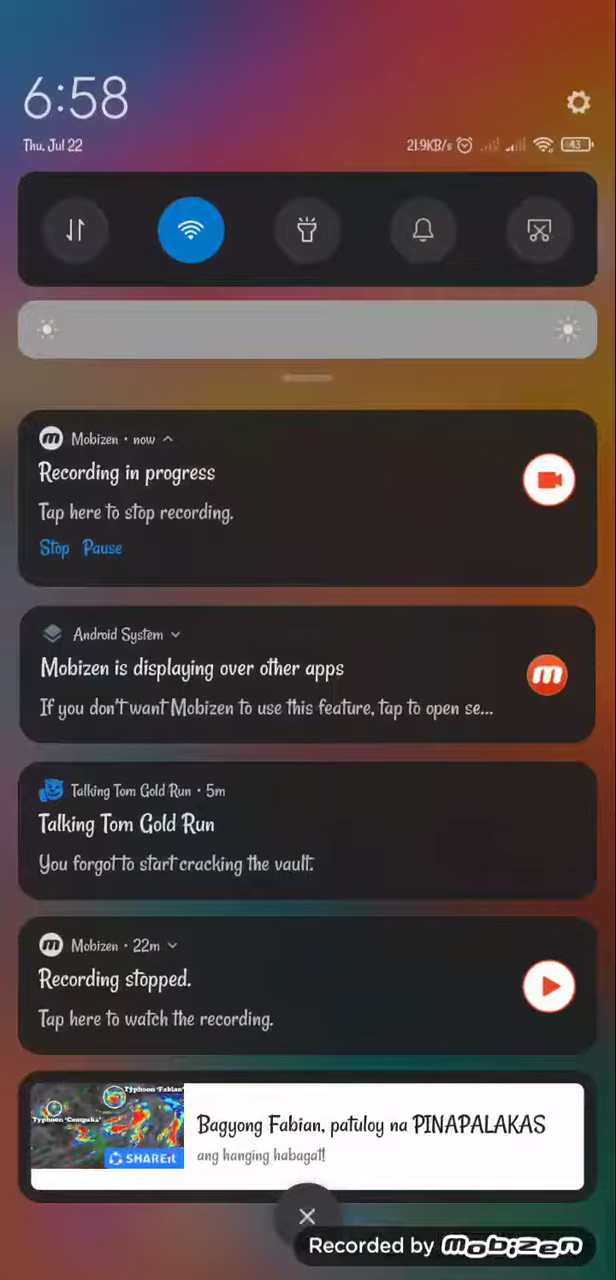 6:58
Thu, Jul 22
21.9KB/s
43
Mobizen • now
Recording in progress
Tap here to stop recording.
Stop Pause
Android System
Mobizen is displaying over other apps
If you don't want Mobizen to use this feature, tap to open se...
Talking Tom Gold Run • 5m
Talking Tom Gold Run
You forgot to start cracking the vault.
Mobizen • 22m
Recording stopped.
Tap here to watch the recording.
Typhoon 'Fabian'
Typhoon 'Cempaka'
SHAREit
Bagyong Fabian, patuloy na PINAPALAKAS
ang hanging habagat!
Recorded by mobizen